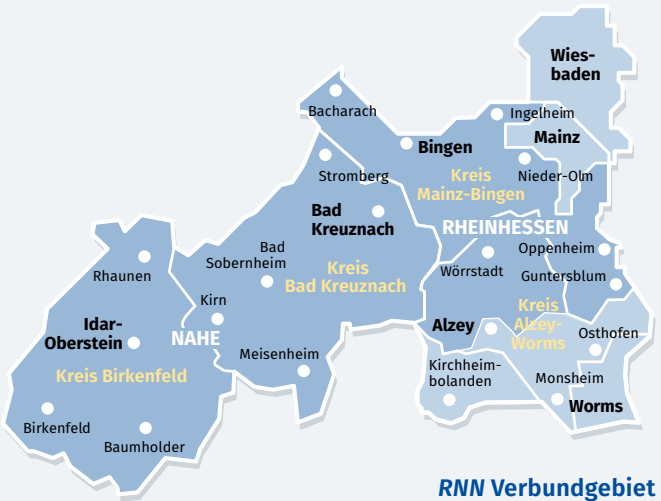 Wies-
baden
Bacharach
Ingelheim
Mainz
Bingen
Stromberg
Kreis
Mainz-Bingen
Nieder-Olm
Bad
Kreuznach
RHEINHESSEN
Bad
Sobernheim
Oppenheim
Rhaunen
Kreis
Bad Kreuznach
Wörrstadt
Guntersblum
Kirn
Kreis
Alzey-
Worms
Idar-
Oberstein
NAHE
Alzey
Osthofen
Meisenheim
Kirchheim-
bolanden
Kreis Birkenfeld
Monsheim
Worms
Birkenfeld
Baumholder
RNN Verbundgebiet